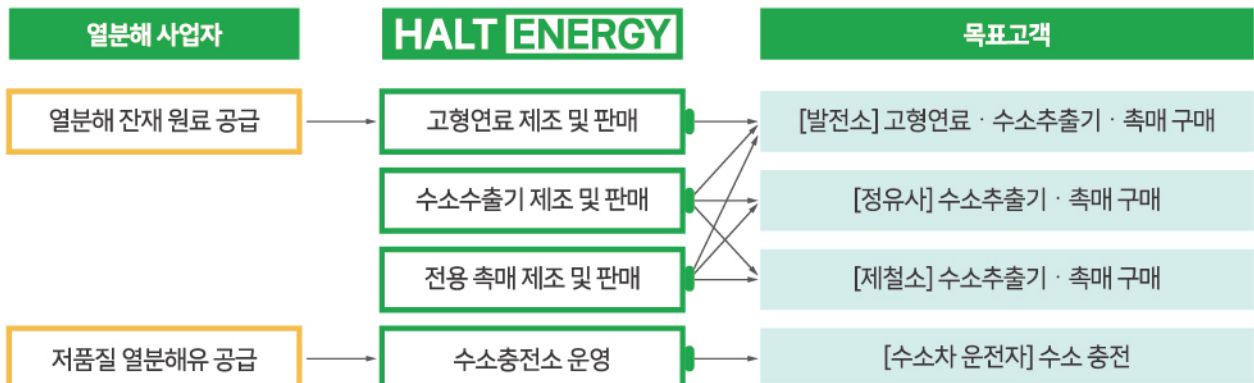 열분해 사업자
HALT ENERGY
목표고객
열분해 잔재 원료 공급
고형연료 제조 및 판매
[발전소] 고형연료 · 수소추출기 · 촉매 구매
수소수출기 제조 및 판매
[정유사] 수소추출기 · 촉매 구매
전용 촉매 제조 및 판매
[제철소] 수소추출기 · 촉매 구매
저품질 열분해유 공급
수소충전소 운영
[수소차 운전자] 수소 충전